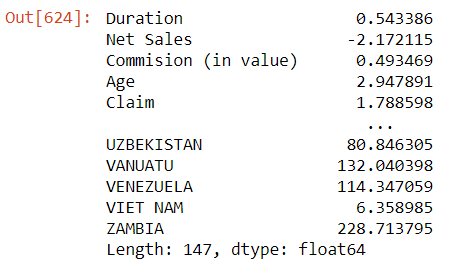 Out[624]: Duration 0.543386
Net Sales -2.172115
Commision (in value) 0.493469
Age 2.947891
Claim 1.788598
...
UZBEKISTAN 80.846305
VANUATU 132.040398
VENEZUELA 114.347059
VIET NAM 6.358985
ZAMBIA 228.713795
Length: 147, dtype: float64